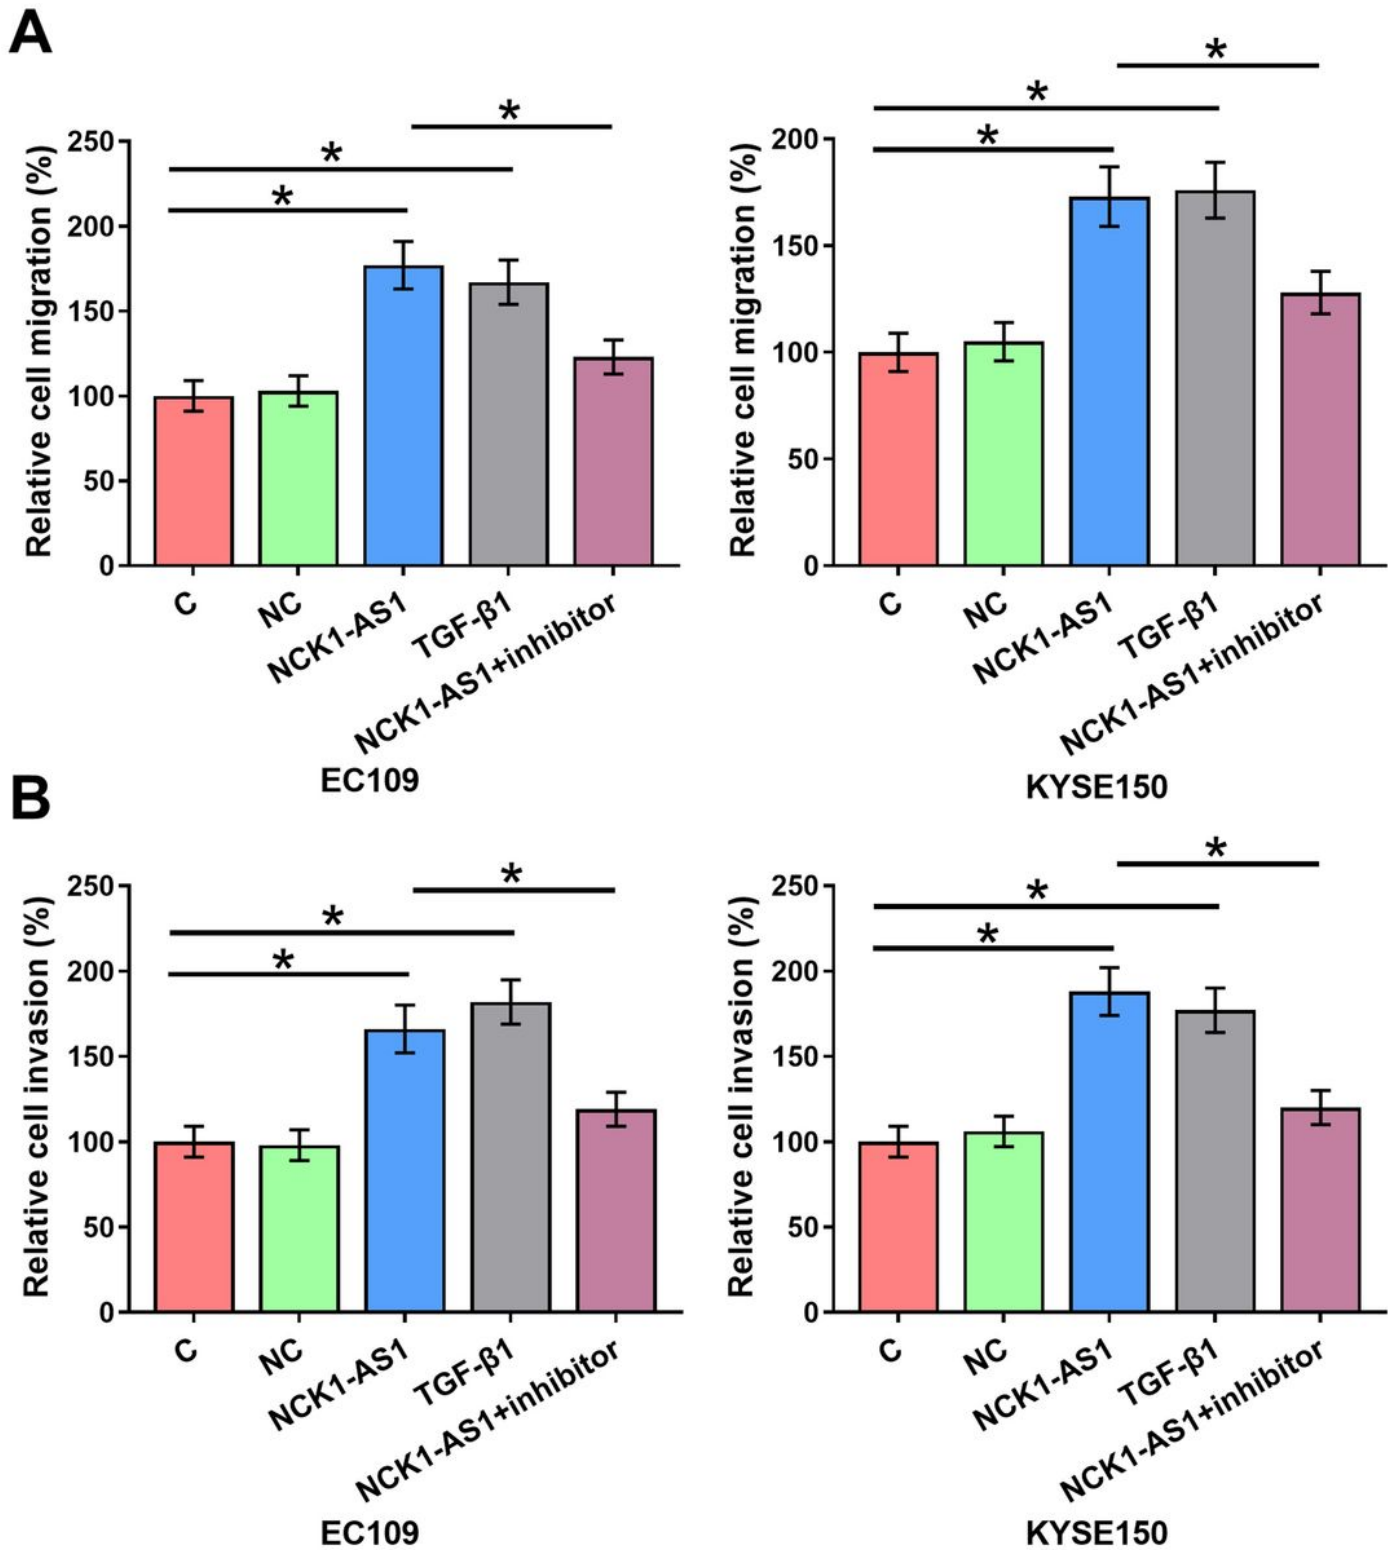 A
*
*
*
Relative cell migration (%)
250
200
150
100
50
0
C
NC
NCK1-AS1
TGF-β1
NCK1-AS1+inhibitor
EC109
*
*
*
Relative cell migration (%)
200
150
100
50
0
C
NC
NCK1-AS1
TGF-β1
NCK1-AS1+inhibitor
KYSE150
B
*
*
*
Relative cell invasion (%)
250
200
150
100
50
0
C
NC
NCK1-AS1
TGF-β1
NCK1-AS1+inhibitor
EC109
*
*
*
Relative cell invasion (%)
250
200
150
100
50
0
C
NC
NCK1-AS1
TGF-β1
NCK1-AS1+inhibitor
KYSE150